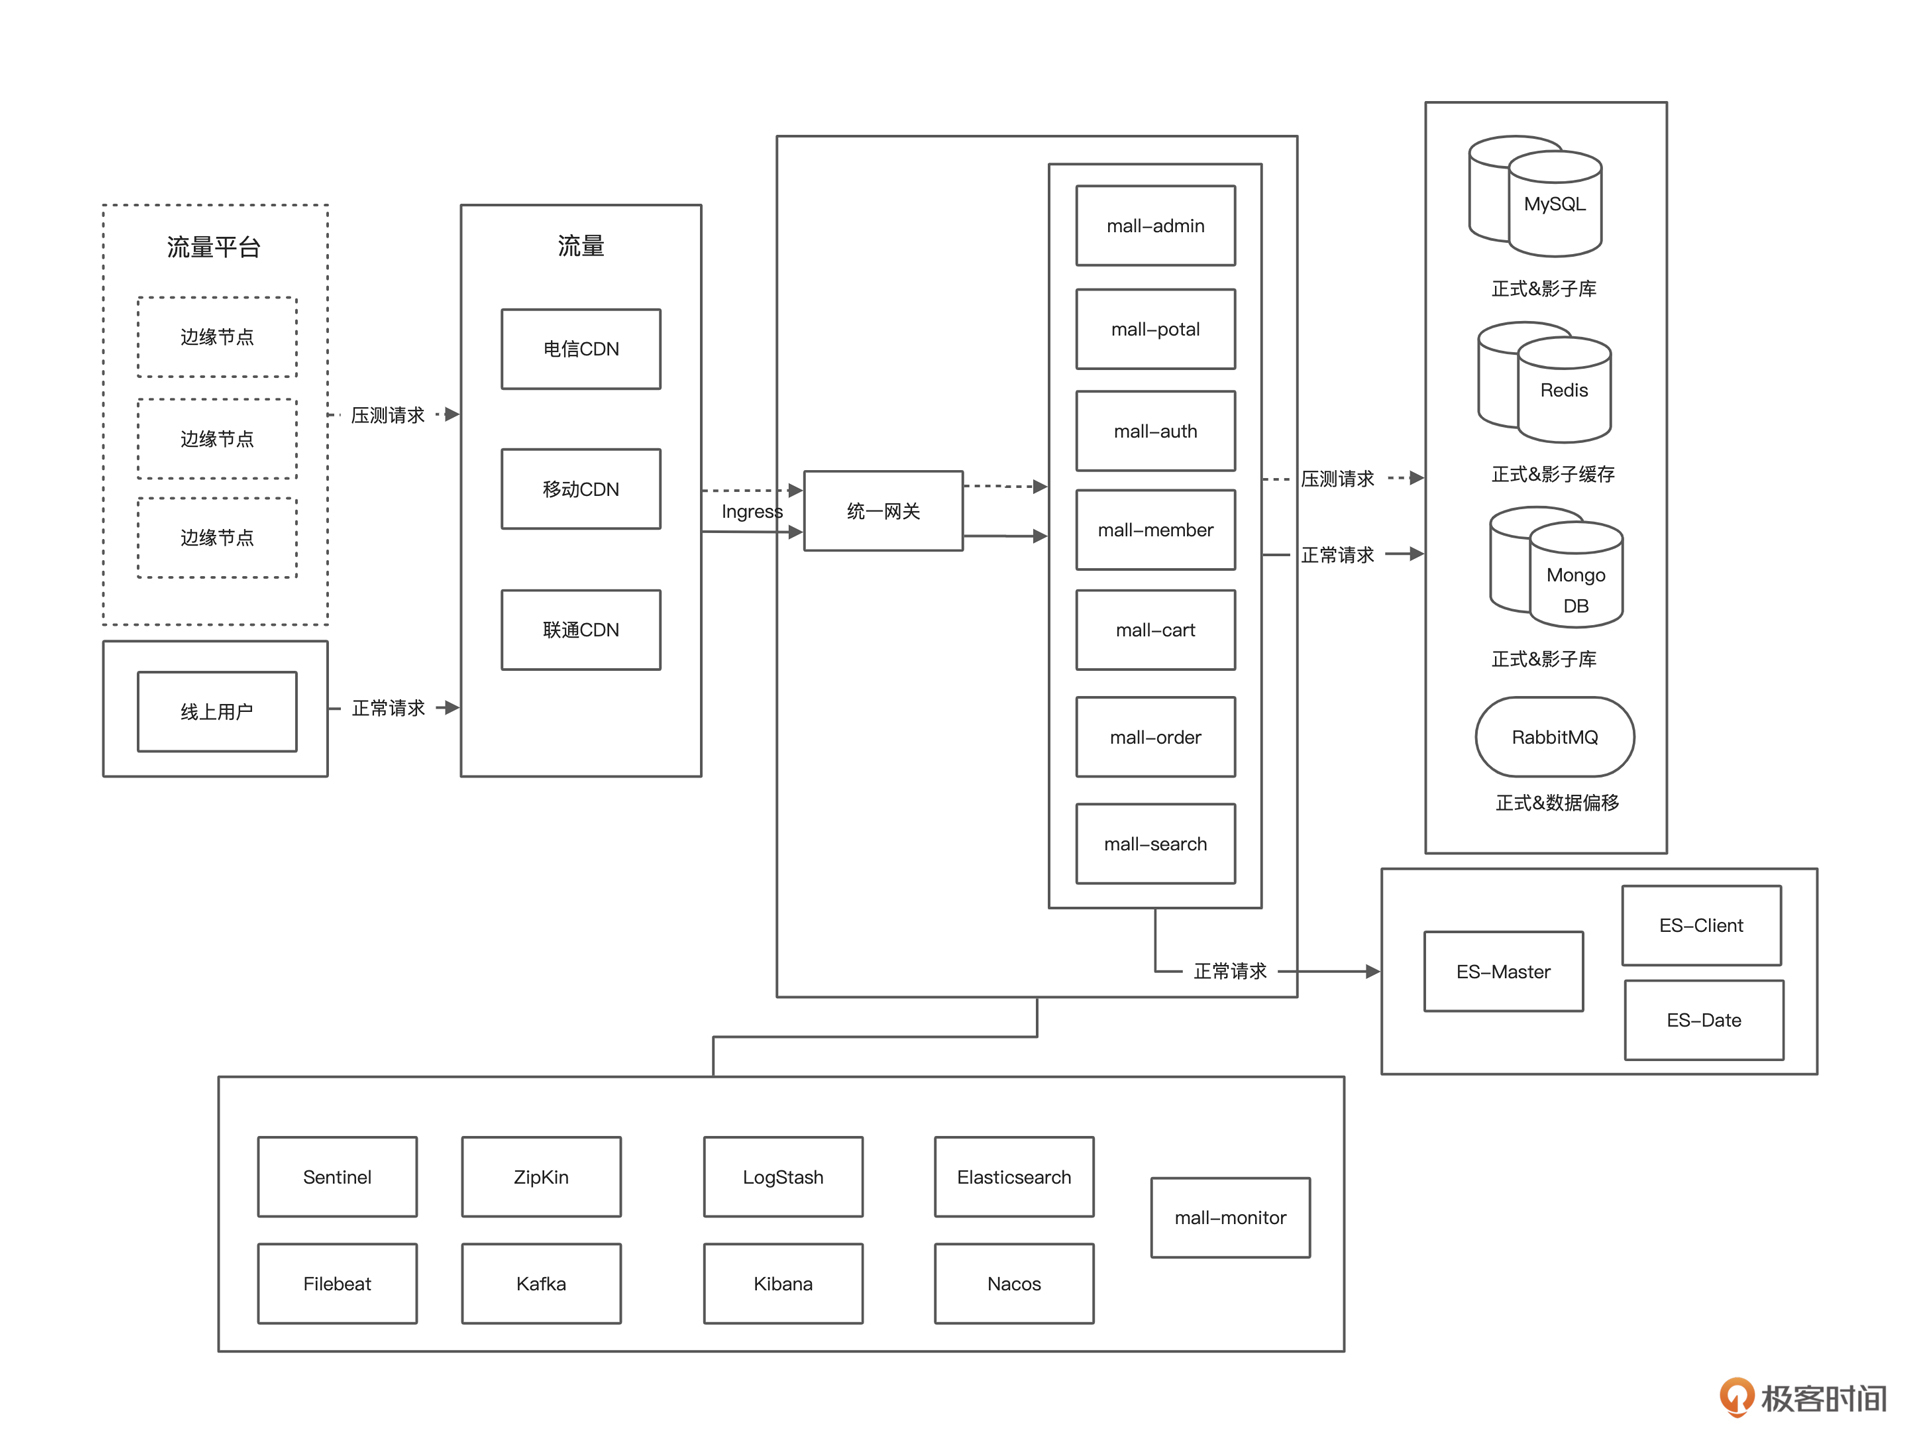 流量平台
边缘节点
边缘节点
边缘节点
线上用户
压测请求
正常请求
流量
电信CDN
移动CDN
联通CDN
Ingress
统一网关
mall-admin
mall-potal
mall-auth
mall-member
mall-cart
mall-order
mall-search
压测请求
正常请求
正常请求
MySQL
正式&影子库
Redis
正式&影子缓存
Mongo
DB
正式&影子库
RabbitMQ
正式&数据偏移
ES-Master
ES-Client
ES-Date
Sentinel
ZipKin
LogStash
Elasticsearch
mall-monitor
Filebeat
Kafka
Kibana
Nacos
极客时间